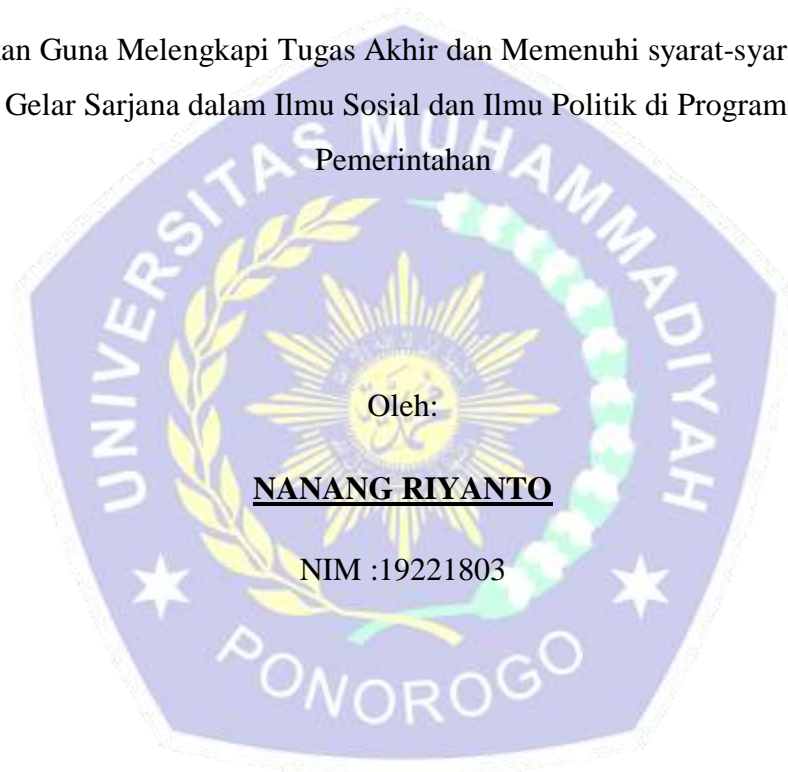 an Guna Melengkapi Tugas Akhir dan Memenuhi syarat-syar
Gelar Sarjana dalam Ilmu Sosial dan Ilmu Politik di Program
Pemerintahan
UNIVERSITAS MUHAMMADIYAH
Oleh:
NANANG RIYANTO
NIM :19221803
PONOROGO